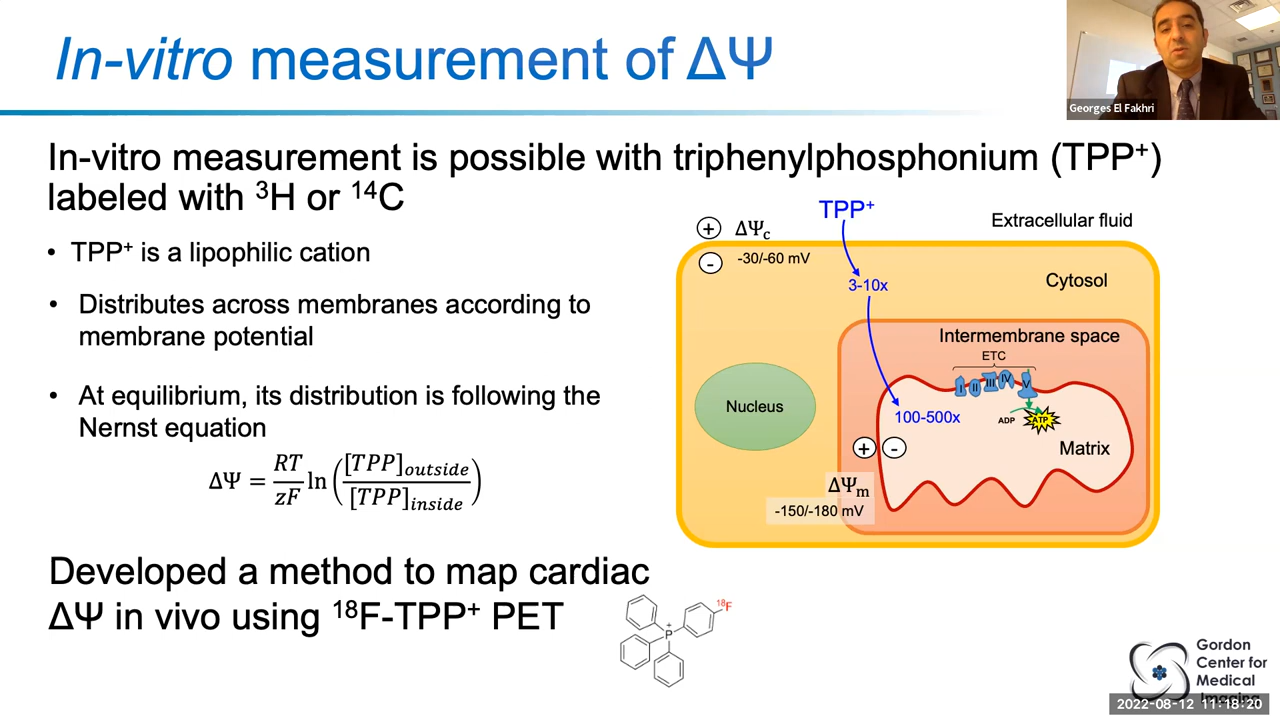 In-vitro measurement of ΔΨ
Georges El Fakhri
In-vitro measurement is possible with triphenylphosphonium (TPP⁺)
labeled with ³H or ¹⁴C
• TPP⁺ is a lipophilic cation
• Distributes across membranes according to
membrane potential
• At equilibrium, its distribution is following the
Nernst equation
ΔΨ = RT/zF ln([TPP]outside/[TPP]inside)
Developed a method to map cardiac
ΔΨ in vivo using ¹⁸F-TPP⁺ PET
TPP⁺
Extracellular fluid
+ ΔΨc
- -30/-60 mV
3-10x
Cytosol
Intermembrane space
ETC
I II III IV V
Nucleus
100-500x
ADP ATP
+ -
Matrix
ΔΨm
-150/-180 mV
¹⁸F
P⁺
Gordon
Center for
Medical
Imaging
2022-08-12 11:18:20